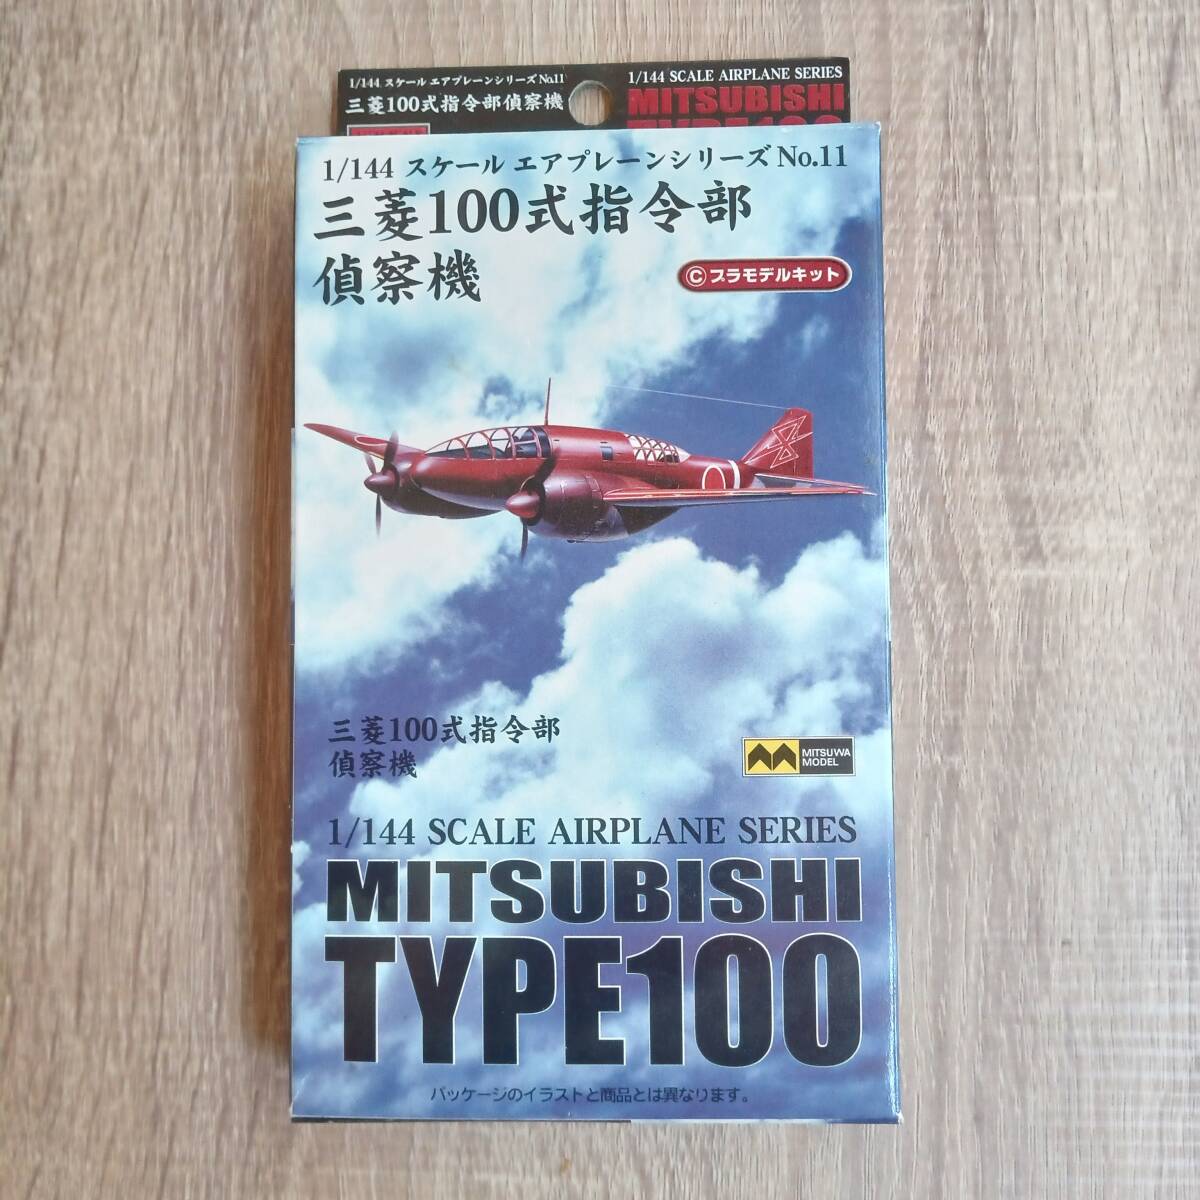 1/144 スケール エアプレーンシリーズNo.11
三菱100式指令部偵察機
1/144 SCALE AIRPLANE SERIES
MITSUBISHI
TYPE100
1/144 スケール エアプレーンシリーズ No.11
三菱100式指令部
偵察機
Ⓒプラモデルキット
三菱100式指令部
偵察機
MITSUWA
MODEL
1/144 SCALE AIRPLANE SERIES
MITSUBISHI
TYPE100
パッケージのイラストと商品とは異なります。